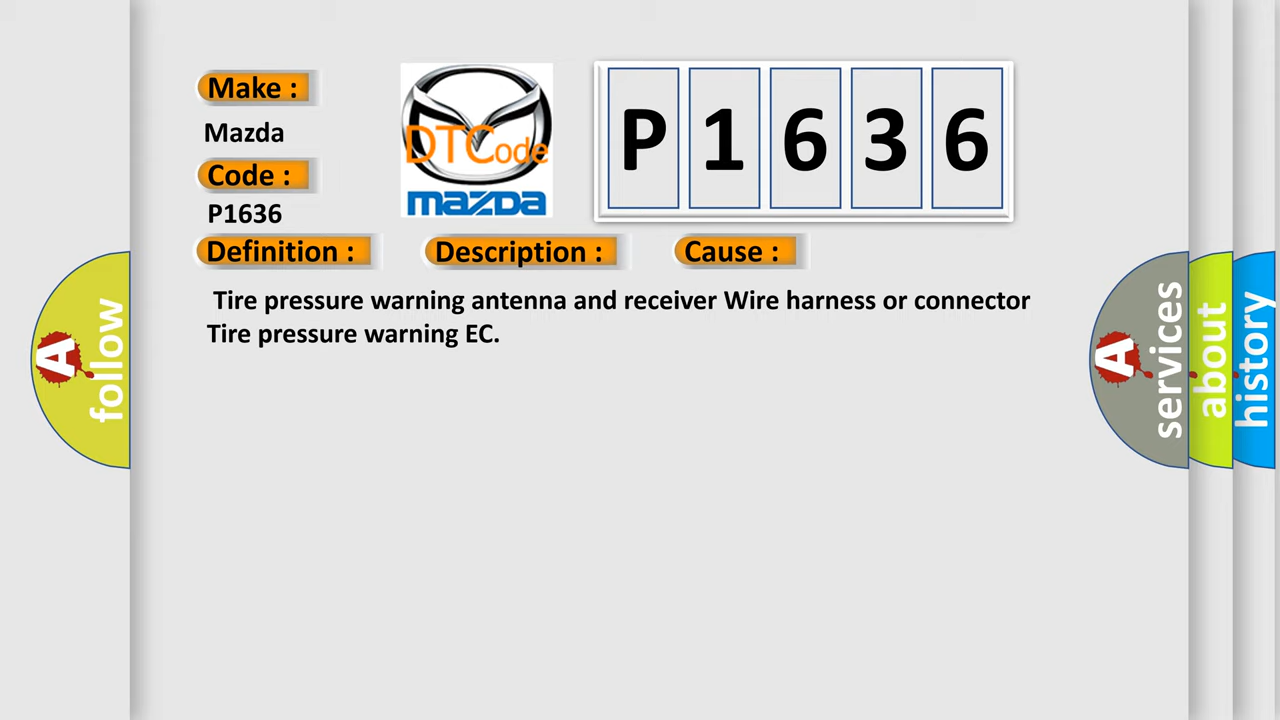 Make :
Mazda
Code :
P1636
DTCode
mazda
P 1 6 3 6
Definition :
Description :
Cause :
Tire pressure warning antenna and receiver Wire harness or connector
Tire pressure warning EC.
A
follow
A
services
about
history